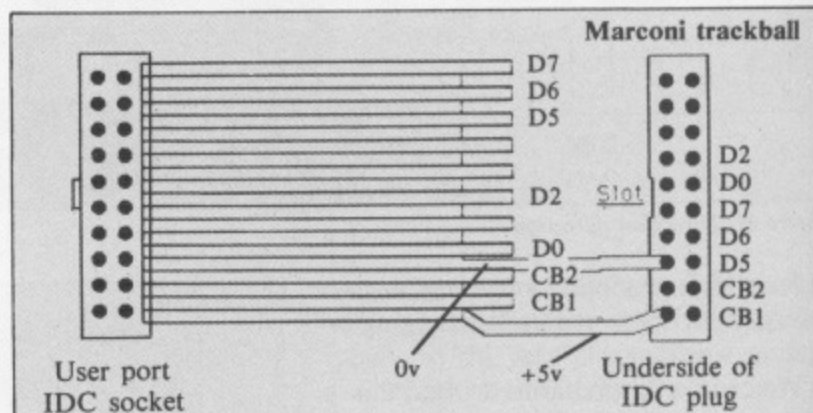 Marconi trackball
D7
D6
D5
D2
D0
CB2
CB1
Slot
D2
D0
D7
D6
D5
CB2
CB1
0v
+5v
User port
IDC socket
Underside of
IDC plug